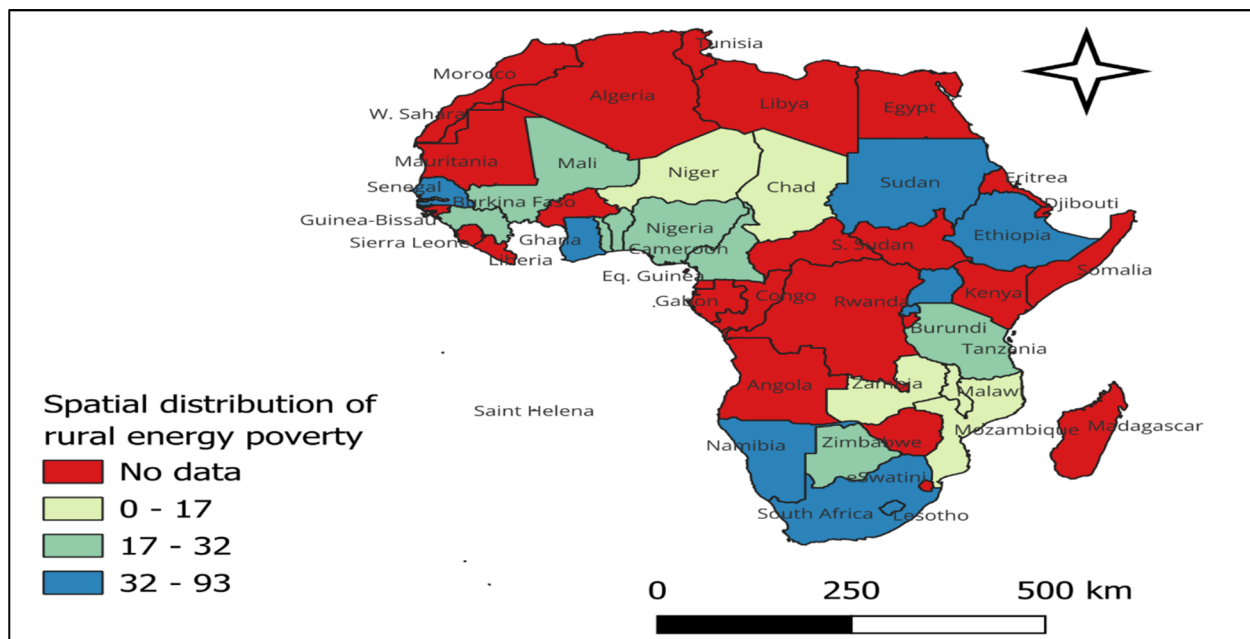 Tunisia
Morocco
Algeria
Libya
Egypt
W. Sahara
Mauritania
Mali
Niger
Chad
Sudan
Eritrea
Senegal
Burkina Faso
Djibouti
Guinea-Bissau
Nigeria
Ethiopia
Sierra Leone
Ghana
Cameroon
S. Sudan
Liberia
Somalia
Eq. Guinea
Gabon
Congo
Rwanda
Kenya
Burundi
Tanzania
Angola
Zambia
Malawi
Saint Helena
Mozambique
Madagascar
Namibia
Zimbabwe
eSwatini
South Africa
Lesotho
Spatial distribution of
rural energy poverty
No data
0 - 17
17 - 32
32 - 93
0 250 500 km